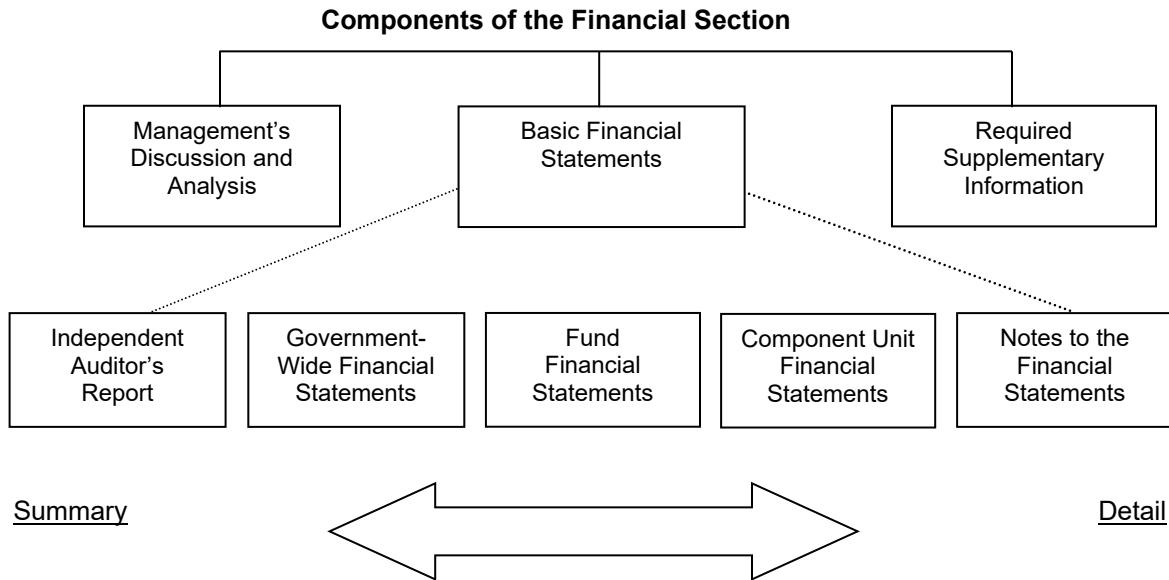 Components of the Financial Section
Management’s
Discussion and
Analysis
Basic Financial
Statements
Required
Supplementary
Information
Independent
Auditor’s
Report
Government-
Wide Financial
Statements
Fund
Financial
Statements
Component Unit
Financial
Statements
Notes to the
Financial
Statements
Summary
Detail